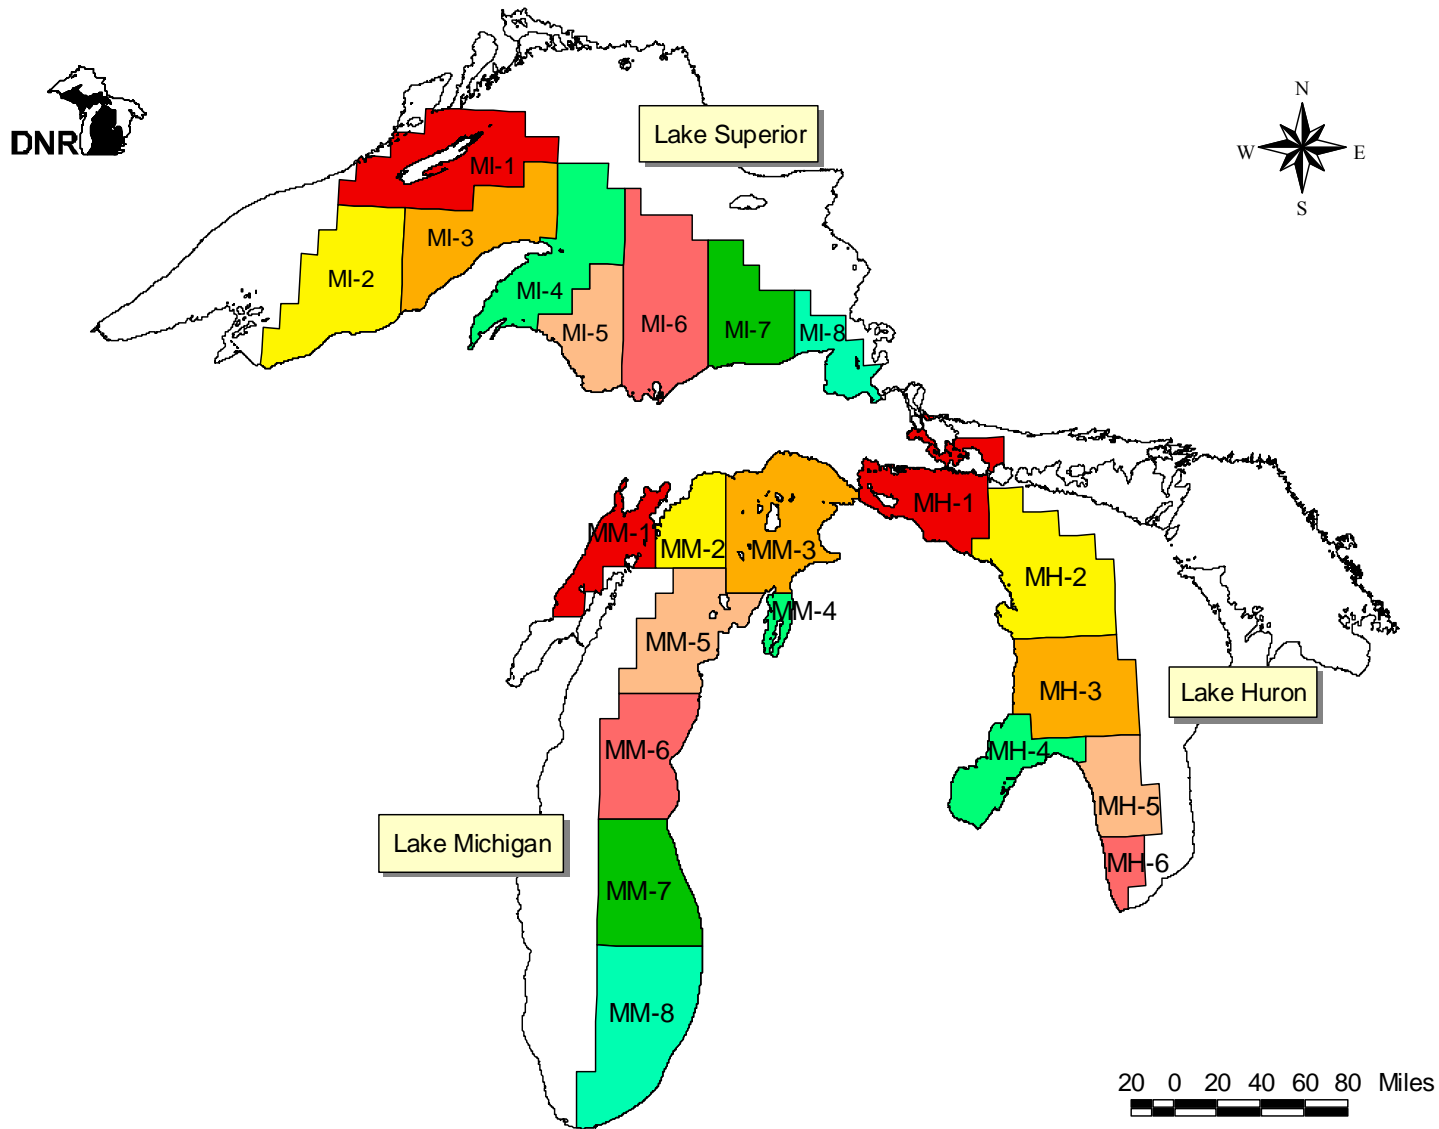 N
Lake Superior
DNR
W
E
MI-1
S
MI-3
MI-2
MI-4
MI-6
MI-7
MI-8
MI-5
MH-1
MM-1
MM-2
MM-3
MH-2
MM-4
MM-5
MH-3
Lake Huron
MM-6
MH-4
MH-5
Lake Michigan
MH-6
MM-7
MM-8
20 0 20 40 60 80 Miles